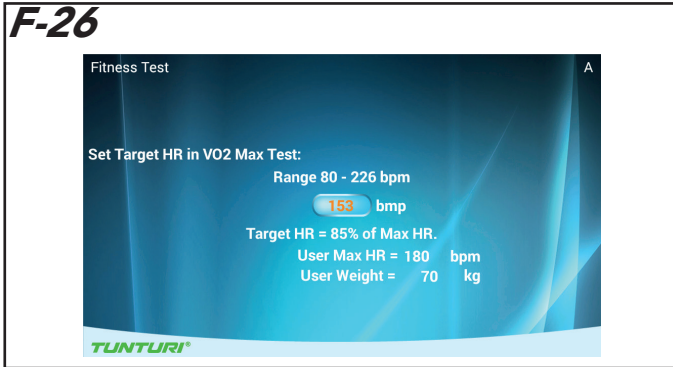 F-26
Fitness Test A
Set Target HR in VO2 Max Test:
Range 80 - 226 bpm
153 bmp
Target HR = 85% of Max HR.
User Max HR = 180 bpm
User Weight = 70 kg
TUNTURI®